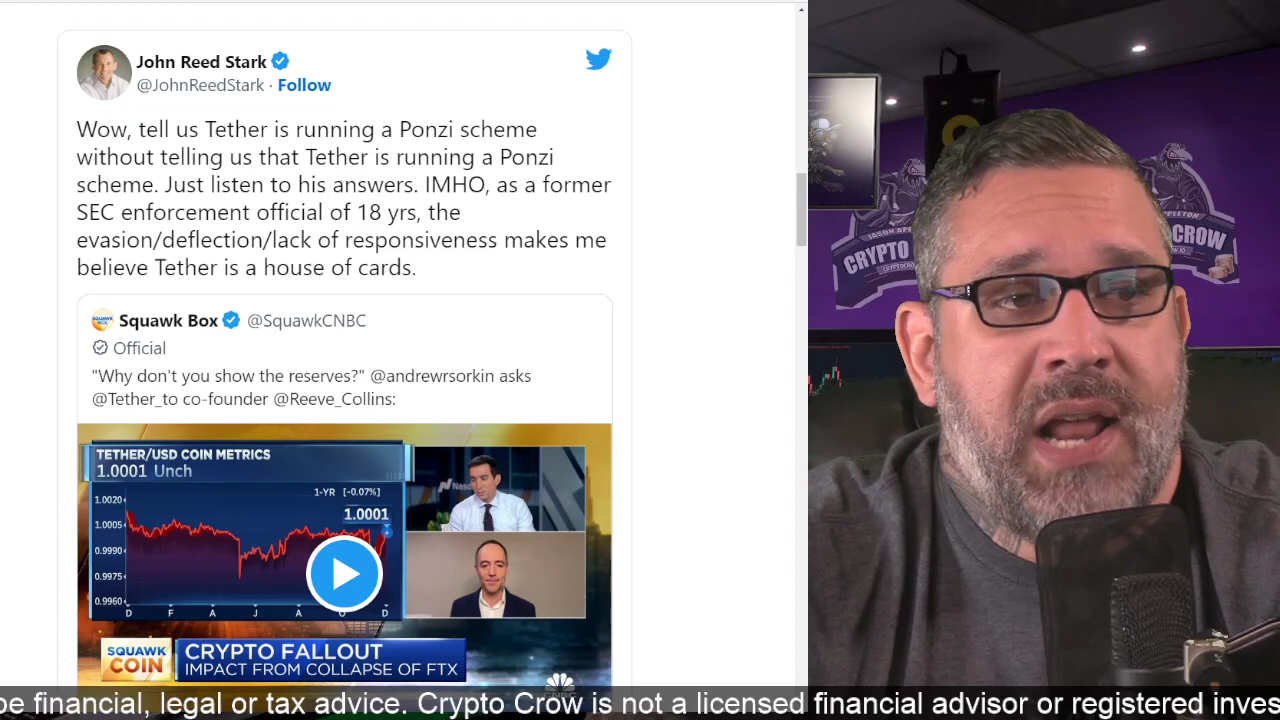 John Reed Stark
@JohnReedStark · Follow
Wow, tell us Tether is running a Ponzi scheme
without telling us that Tether is running a Ponzi
scheme. Just listen to his answers. IMHO, as a former
SEC enforcement official of 18 yrs, the
evasion/deflection/lack of responsiveness makes me
believe Tether is a house of cards.
Squawk Box @SquawkCNBC
Official
"Why don't you show the reserves?" @andrewrsorkin asks
@Tether_to co-founder @Reeve_Collins:
TETHER/USD COIN METRICS
1.0001 Unch
1-YR [-0.07%]
1.0001
1.0020
1.0005
0.9990
0.9975
0.9960
D F A J A O D
Nasdaq
SQUAWK
COIN
CRYPTO FALLOUT
IMPACT FROM COLLAPSE OF FTX
CRYPTO
CROW
be financial, legal or tax advice. Crypto Crow is not a licensed financial advisor or registered inves